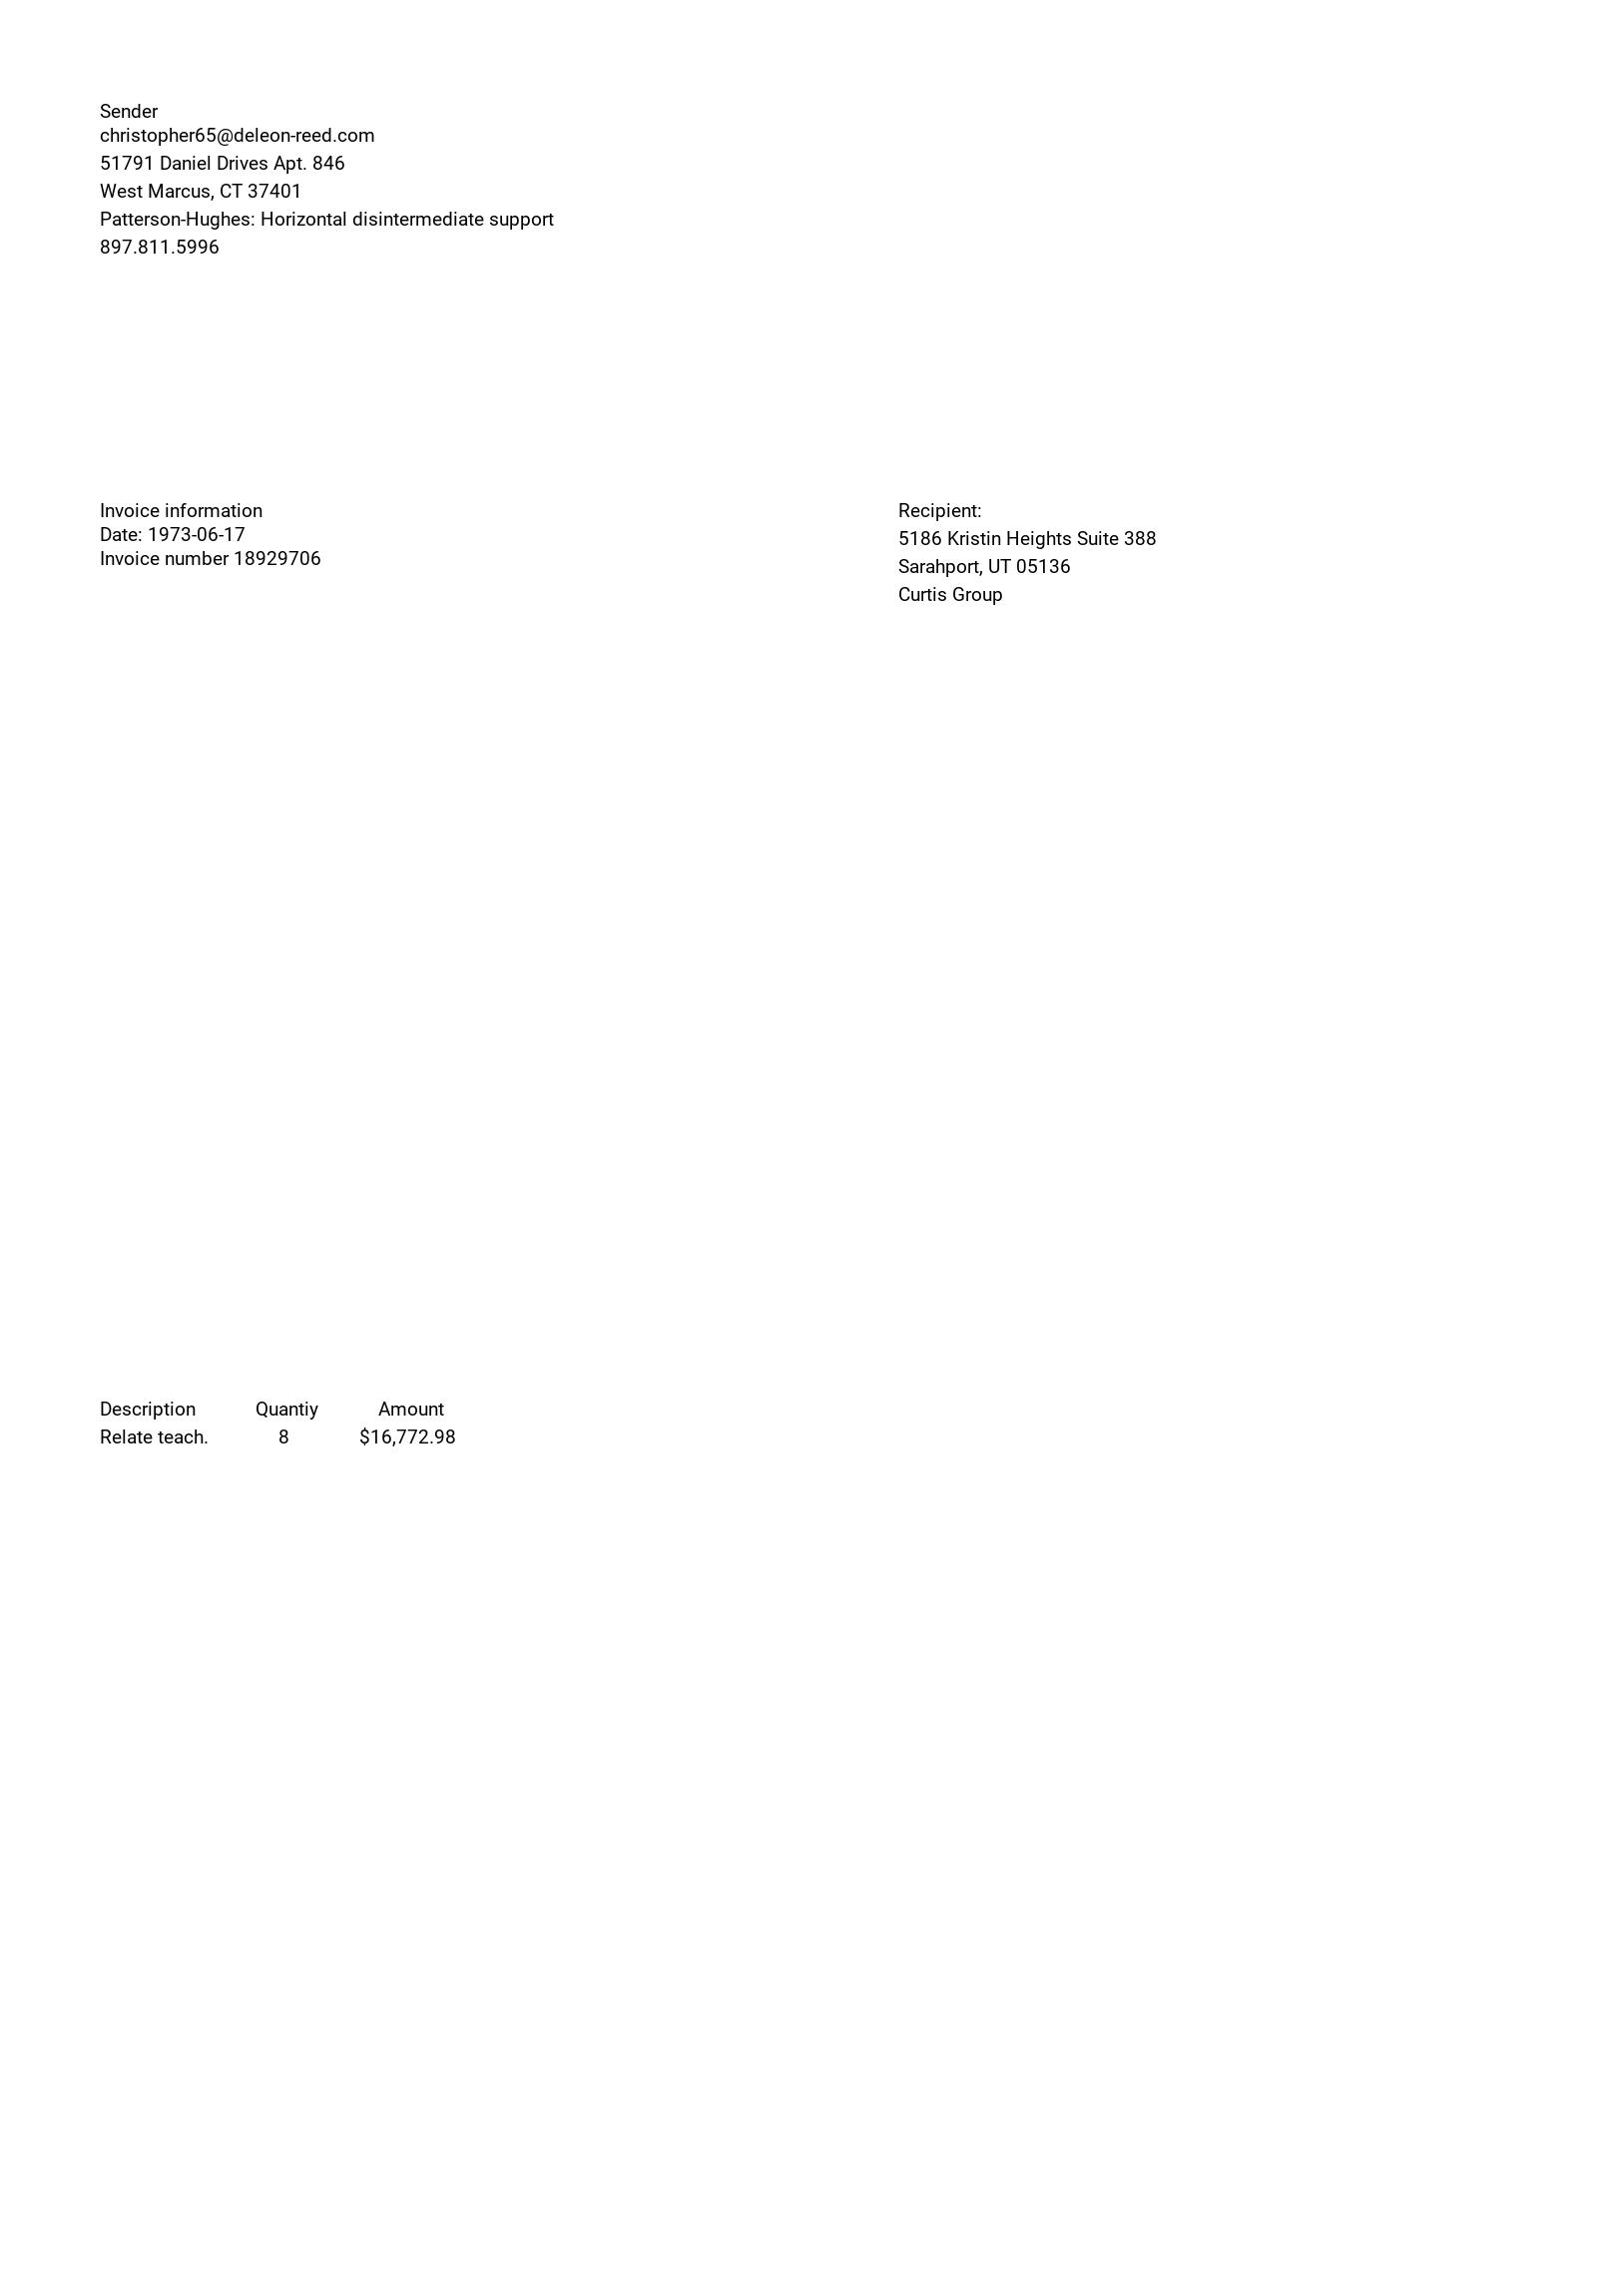 Sender
christopher65@deleon-reed.com
51791 Daniel Drives Apt. 846
West Marcus, CT 37401
Patterson-Hughes: Horizontal disintermediate support
897.811.5996
Invoice information
Date: 1973-06-17
Invoice number 18929706
Recipient:
5186 Kristin Heights Suite 388
Sarahport, UT 05136
Curtis Group
Description Quantiy Amount
Relate teach. 8 $16,772.98